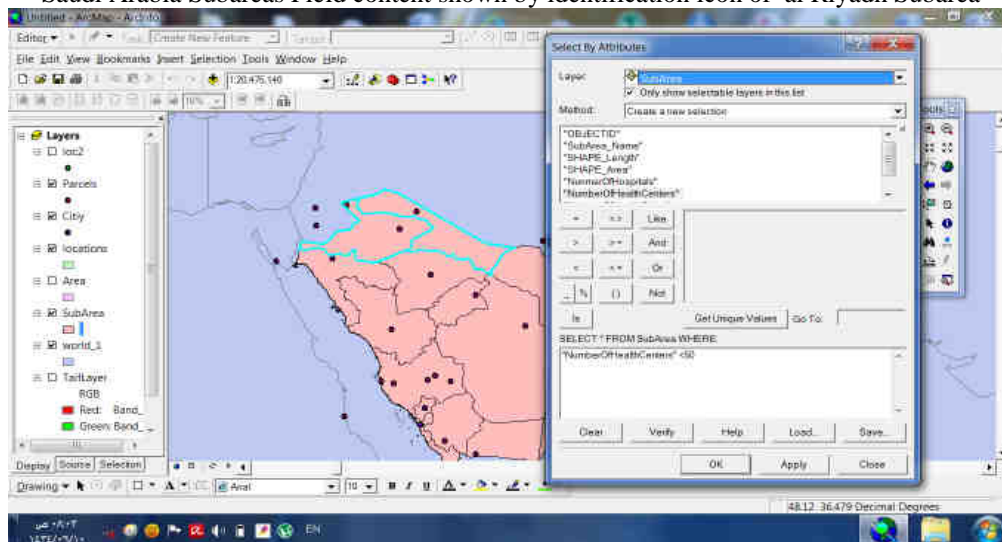 Saudi Arabia Subareas Field content shown by identification icon of al Riyadh Subarea
Untitled - ArcMap - ArcInfo
Editor
Create New Feature
File Edit View Bookmarks Insert Selection Tools Window Help
1:20,475,140
Layers
loc2
Parcels
Citiy
locations
Area
SubArea
world_1
RGB
Red: Band_
Green: Band_
Display Source Selection
Drawing
A
Arial
10
B I U A
48.12 36.479 Decimal Degrees
EN
Select By Attributes
Layer:
SubArea
Only show selectable layers in this list
Method:
Create a new selection
"OBJECTID"
"SubArea_Name"
"SHAPE_Length"
"SHAPE_Area"
"NumberOfHealthCenters"
= <> Like
> >= And
< <= Or
_ % () Not
Is
Get Unique Values
Go To:
SELECT * FROM SubArea WHERE:
"NumberOfHealthCenters" <50
Clear
Verify
Help
Load...
Save...
OK
Apply
Close